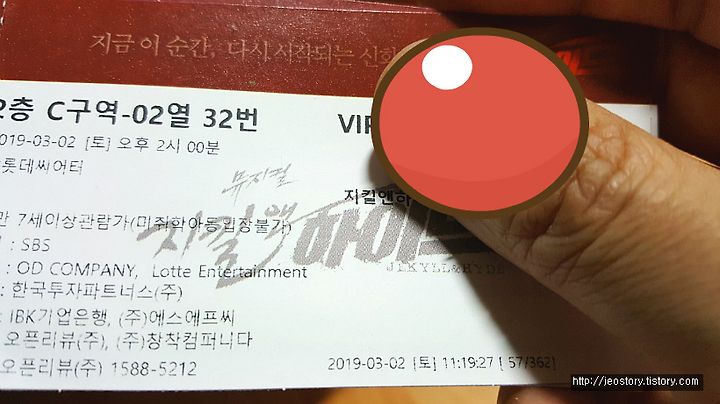 지금 이 순간, 다시 시작되는 신화
2층 C구역-02열 32번
VIP
2019-03-02 [토] 오후 2시 00분
롯데씨어터
뮤지컬
지킬앤하
만 7세이상관람가(미취학아동입장불가)
지킬앤하이드
JEKYLL&HYDE
: SBS
: OD COMPANY, Lotte Entertainment
: 한국투자파트너스(주)
: IBK기업은행, (주)에스에프씨
오픈리뷰(주), (주)창작컴퍼니다
오픈리뷰(주) 1588-5212
2019-03-02 [토] 11:19:27 [ 57/362]
http://jeostory.tistory.com